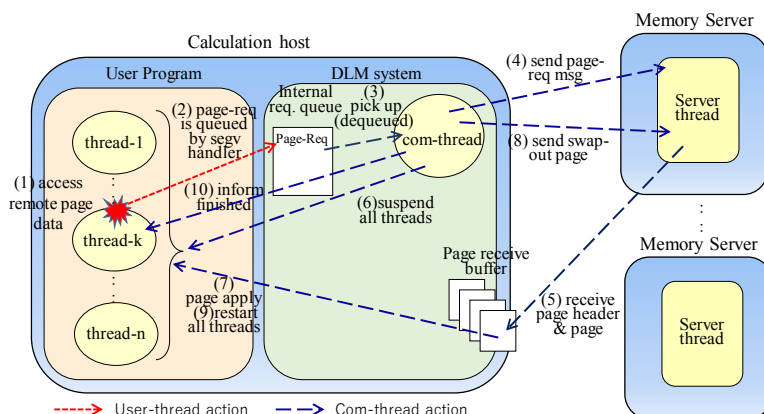 Memory Server
Calculation host
User Program
DLM system
(4) send page-
req msg
Internal
req. queue
(3)
pick up
(dequeued)
(2) page-req
is queued
by segv
handfer
Page-Req
com-thread
Server
thread
thread-1
(8) send swap-
out page
(1) access
remote page
data
(10) inform
finished
(6)suspend
all threads
thread-k
Page receive
buffer
Memory Server
(7)
page apply
(9)restart
all threads
(5) receive
page header
& page
thread-n
Server
thread
User-thread action
Com-thread action